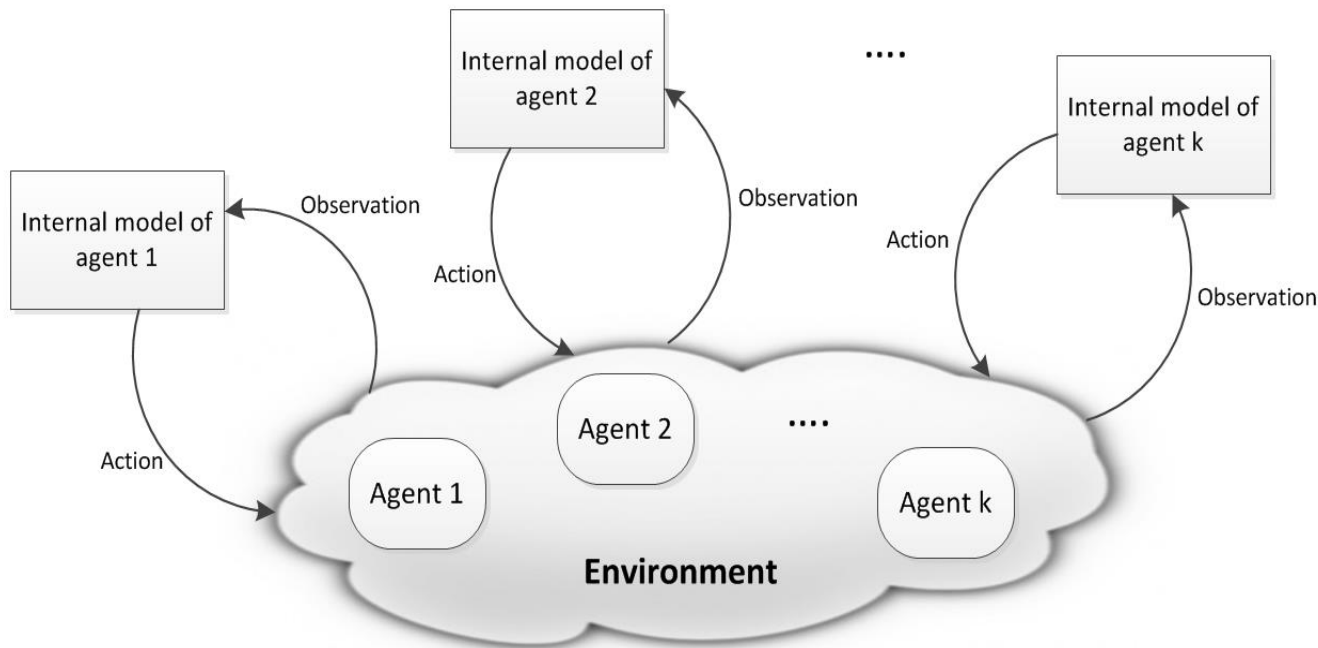 Internal model of
agent 1
Observation
Action
Internal model of
agent 2
Observation
Action
....
Internal model of
agent k
Action
Observation
Agent 1
Agent 2
....
Agent k
Environment